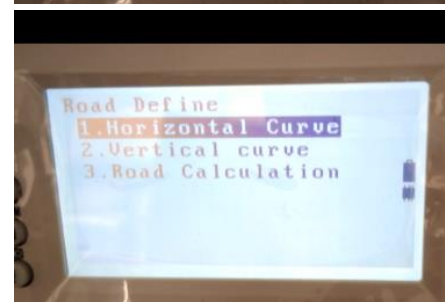 Road Define
1.Horizontal Curve
2.Vertical curve
3.Road Calculation